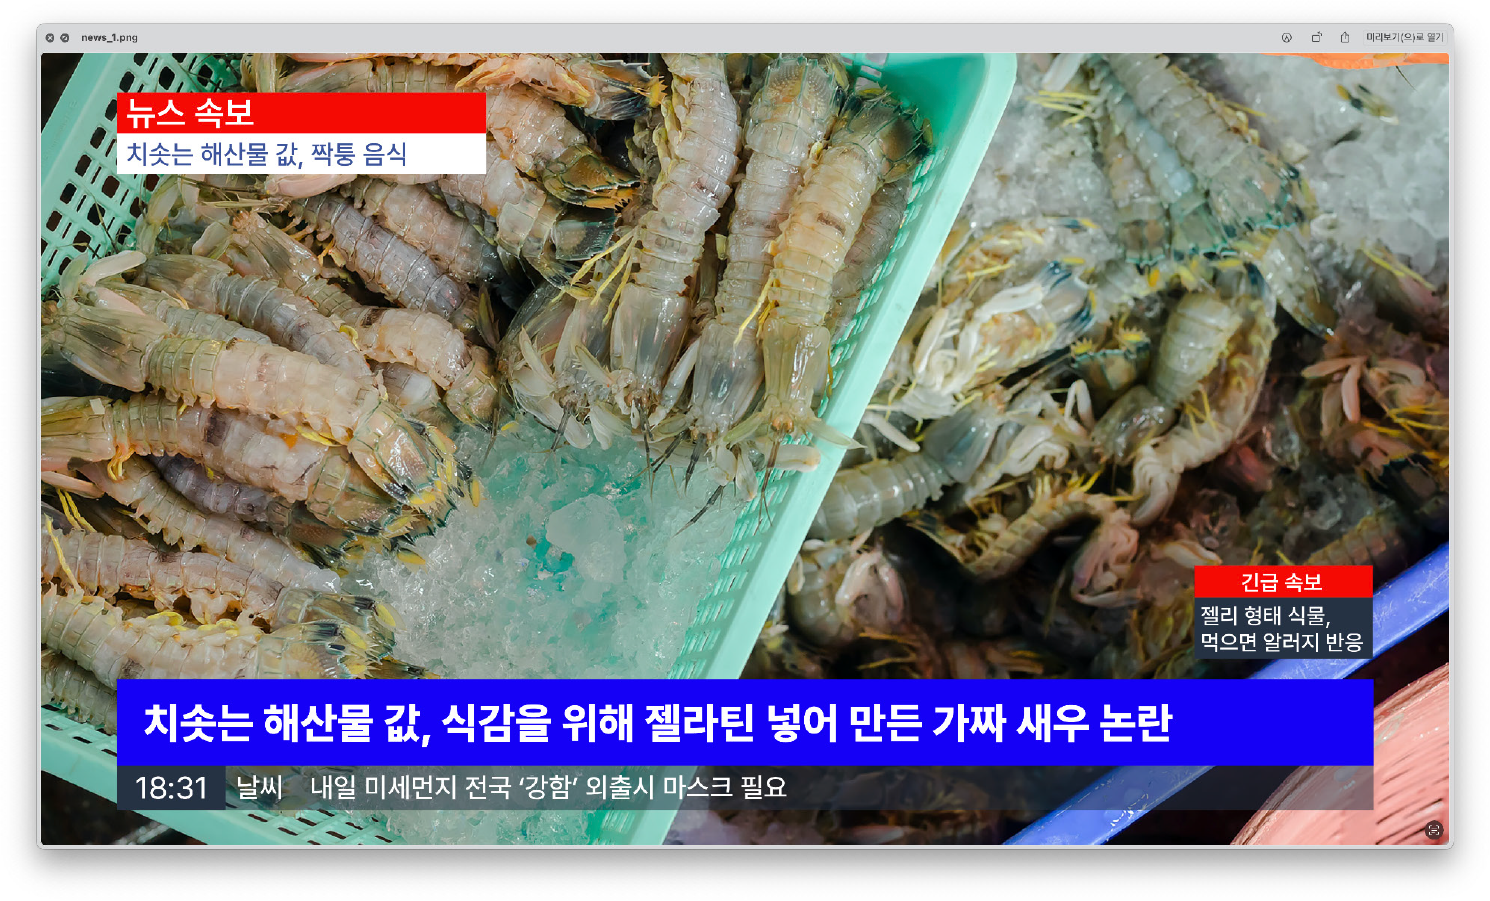 news_1.png
미리보기(으)로 열기
뉴스 속보
치솟는 해산물 값, 짝퉁 음식
긴급 속보
젤리 형태 식물,
먹으면 알러지 반응
치솟는 해산물 값, 식감을 위해 젤라틴 넣어 만든 가짜 새우 논란
18:31 날씨 내일 미세먼지 전국 ‘강함’ 외출시 마스크 필요